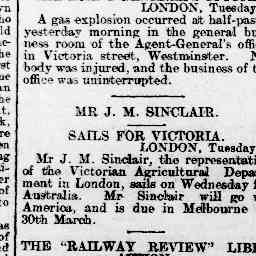 LONDON, Tuesday
A gas explosion occurred at half-pas
yesterday morning in the general bu
ness room of the Agent-General's offi
in Victoria street, Westminster. N
body was injured, and the business of t
office was uninterrupted.
MR J. M. SINCLAIR.
SAILS FOR VICTORIA.
LONDON, Tuesday
Mr J. M. Sinclair, the representati
of the Victorian Agricultural Depa
ment in London, sails on Wednesday f
Australia. Mr Sinclair will go v
America, and is due in Melbourne
30th March.
THE "RAILWAY REVIEW" LIB